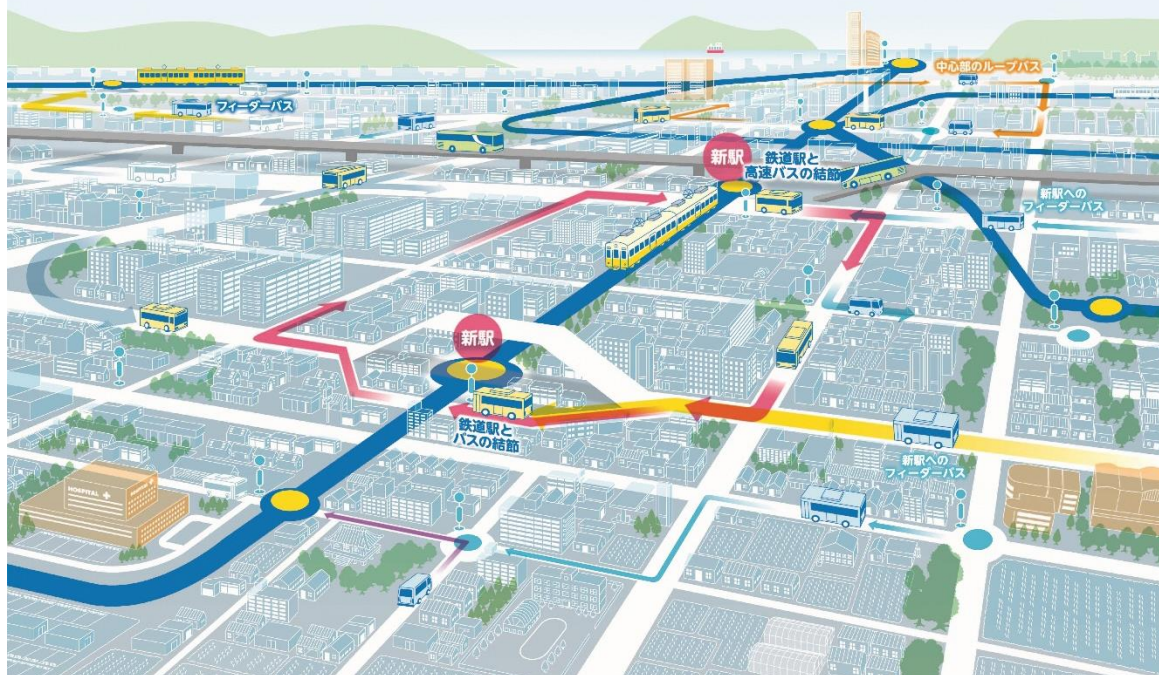 中心部のループバス
フィーダーバス
新駅
鉄道駅と
高速バスの結節
新駅への
フィーダーバス
新駅
鉄道駅と
バスの結節
新駅への
フィーダーバス
HOSPITAL